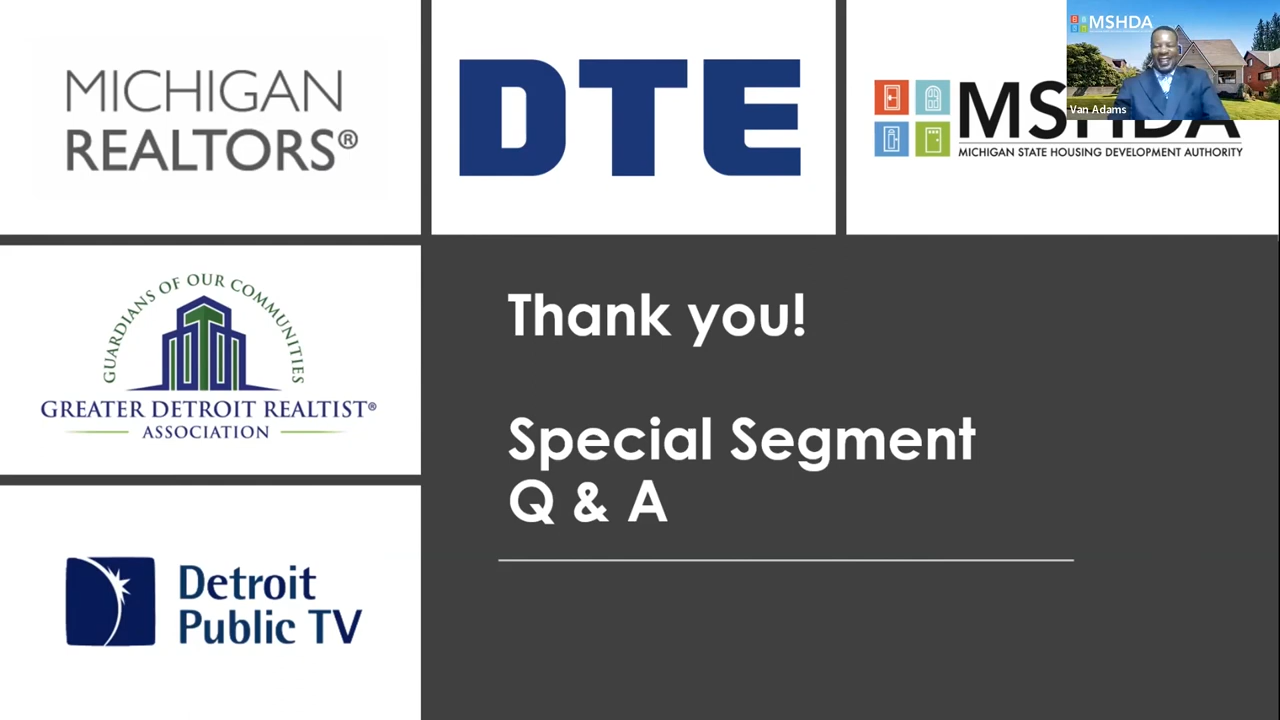 MICHIGAN
REALTORS®
DTE
MSHDA
MICHIGAN STATE HOUSING DEVELOPMENT AUTHORITY
MSHDA
Van Adams
GUARDIANS OF OUR COMMUNITIES
GREATER DETROIT REALTIST®
ASSOCIATION
Thank you!
Special Segment
Q & A
Detroit
Public TV